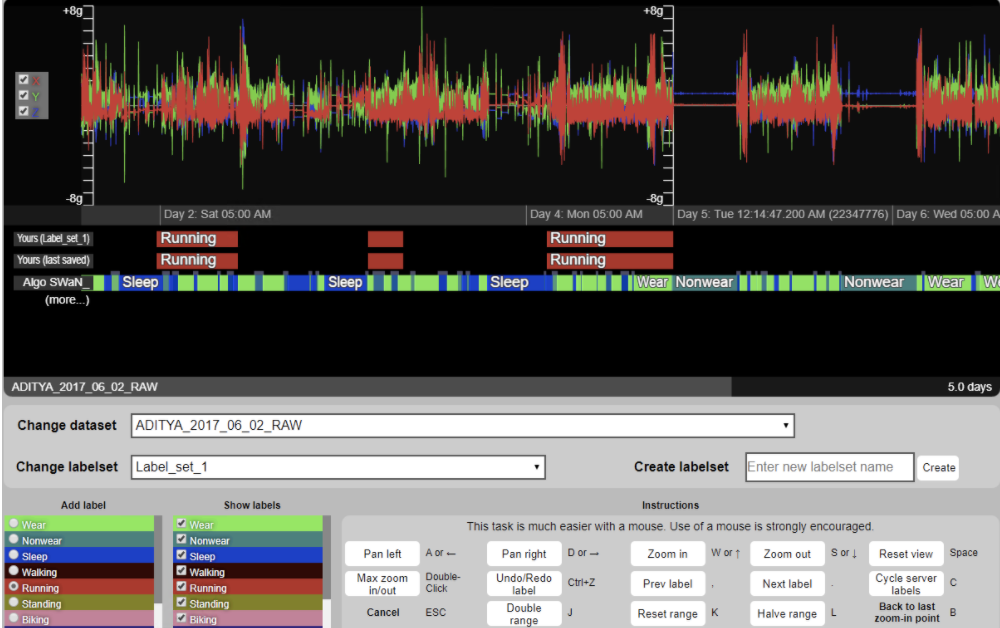 +8g +8g
X
Y
Z
-8g -8g
Day 2: Sat 05:00 AM Day 4: Mon 05:00 AM Day 5: Tue 12:14:47.200 AM (22347776) Day 6: Wed 05:00 A
Yours (Label_set_1) Running Running
Yours (last saved) Running Running
Algo SWaN_ Sleep Sleep Sleep Wear Nonwear Nonwear Wear We
(more...)
ADITYA_2017_06_02_RAW 5.0 days
Change dataset ADITYA_2017_06_02_RAW
Change labelset Label_set_1 Create labelset Enter new labelset name Create
Add label Show labels Instructions
Wear Wear This task is much easier with a mouse. Use of a mouse is strongly encouraged.
Nonwear Nonwear Pan left A or ← Pan right D or → Zoom in W or ↑ Zoom out S or ↓ Reset view Space
Sleep Sleep
Walking Walking Max zoom in/out Double-Click Undo/Redo label Ctrl+Z Prev label , Next label . Cycle server labels C
Running Running
Standing Standing Cancel ESC Double range J Reset range K Halve range L Back to last zoom-in point B
Biking Biking